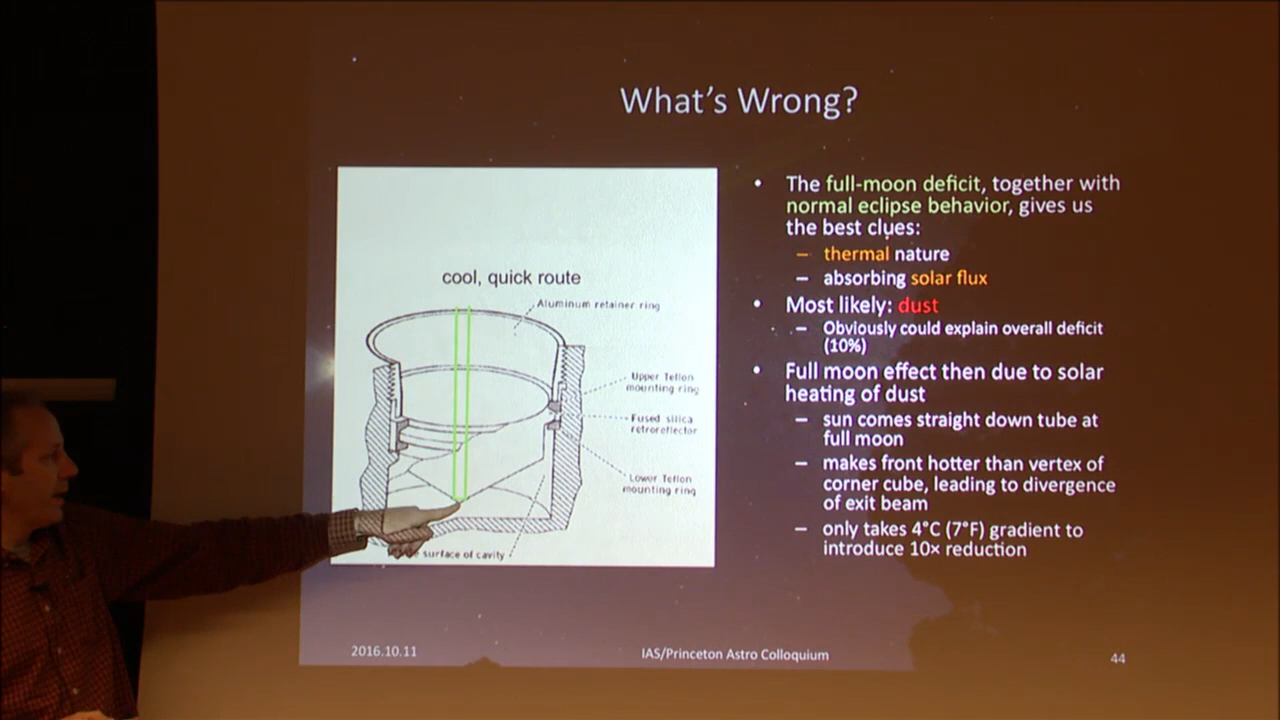 What's Wrong?
cool, quick route
Aluminum retainer ring
Upper Teflon
mounting ring
Fused silica
retroreflector
Lower Teflon
mounting ring
surface of cavity
• The full-moon deficit, together with
normal eclipse behavior, gives us
the best clues:
– thermal nature
– absorbing solar flux
• Most likely: dust
– Obviously could explain overall deficit
(10%)
• Full moon effect then due to solar
heating of dust
– sun comes straight down tube at
full moon
– makes front hotter than vertex of
corner cube, leading to divergence
of exit beam
– only takes 4°C (7°F) gradient to
introduce 10× reduction
2016.10.11
IAS/Princeton Astro Colloquium
44